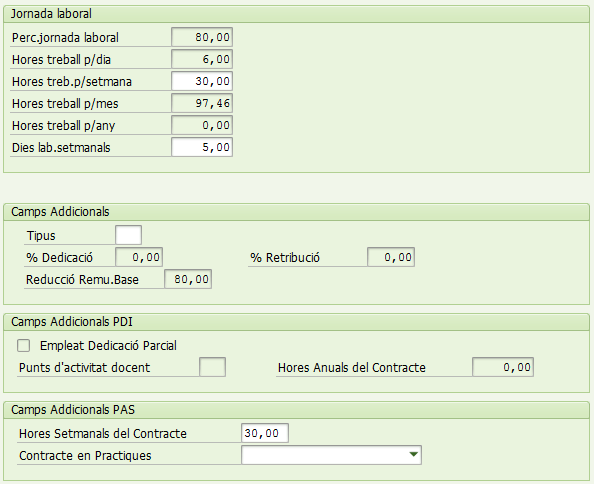 Jornada laboral
Perc.jornada laboral 80,00
Hores treball p/dia 6,00
Hores treb.p/setmana 30,00
Hores treball p/mes 97,46
Hores treball p/any 0,00
Dies lab.setmanals 5,00
Camps Addicionals
Tipus
% Dedicació 0,00 % Retribució 0,00
Reducció Remu.Base 80,00
Camps Addicionals PDI
Empleat Dedicació Parcial
Punts d'activitat docent Hores Anuals del Contracte 0,00
Camps Addicionals PAS
Hores Setmanals del Contracte 30,00
Contracte en Practiques